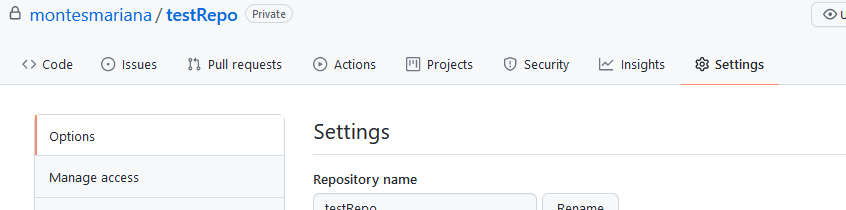 montesmariana / testRepo Private
Code Issues Pull requests Actions Projects Security Insights Settings
Options
Manage access
Settings
Repository name
testRepo Rename